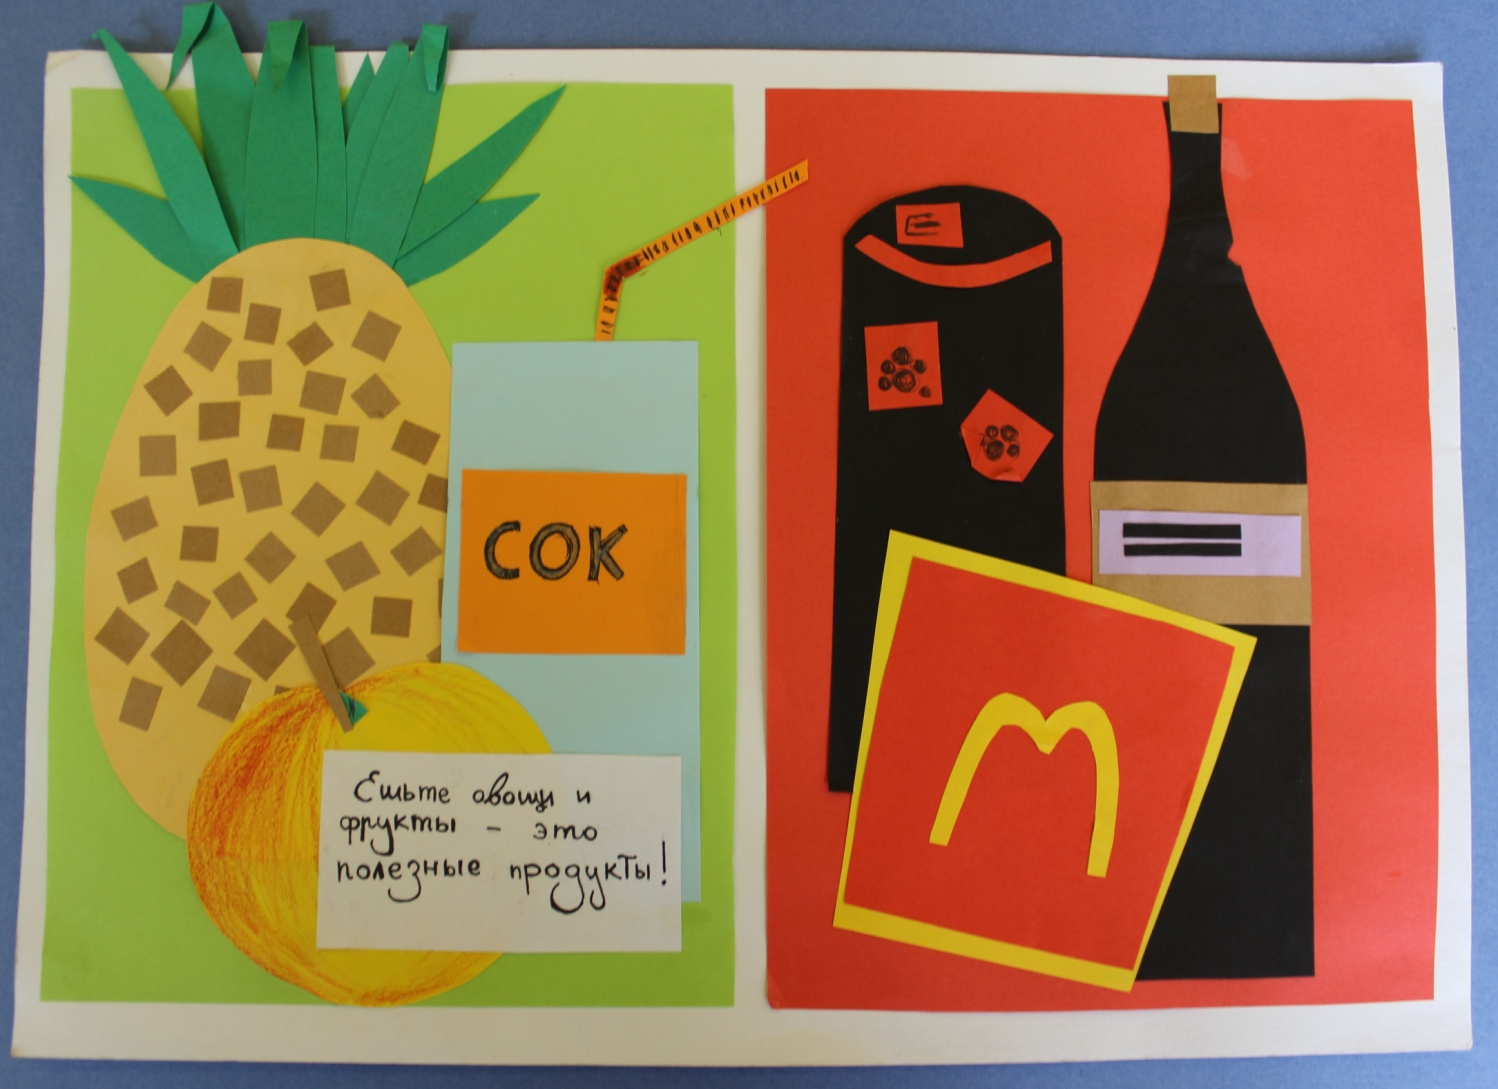 СОК
Ешьте овощи и
фрукты - это
полезные продукты!
m